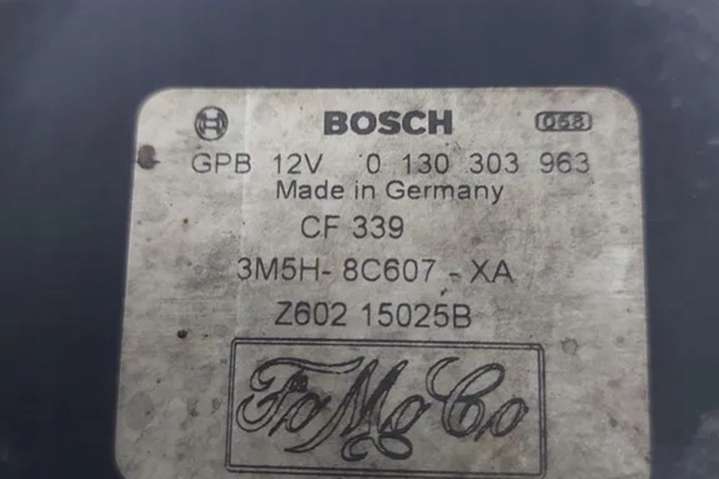 BOSCH 058
GPB 12V 0 130 303 963
Made in Germany
CF 339
3M5H- 8C607 - XA
Z602 15025B
FoMoCo